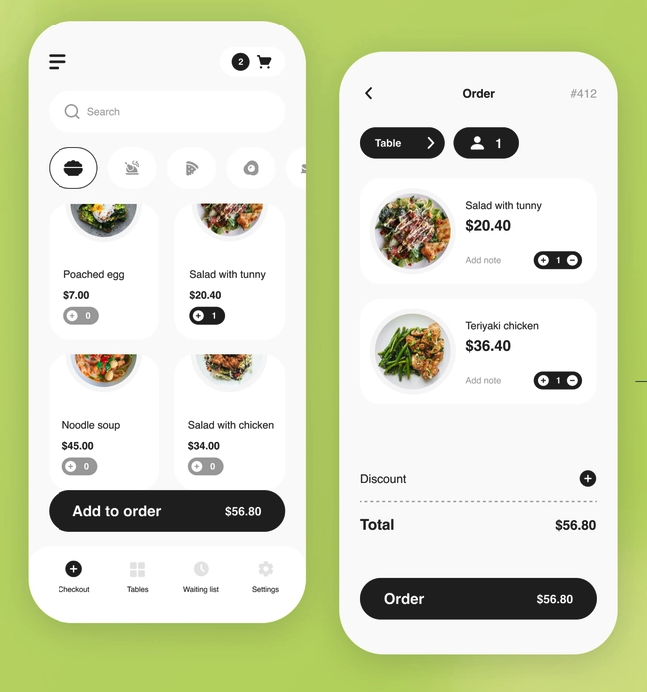 2
Search
Poached egg
$7.00
0
Salad with tunny
$20.40
1
Noodle soup
$45.00
0
Salad with chicken
$34.00
0
Add to order $56.80
Checkout
Tables
Waiting list
Settings
Order #412
Table
1
Salad with tunny
$20.40
Add note 1
Teriyaki chicken
$36.40
Add note 1
Discount
Total $56.80
Order $56.80